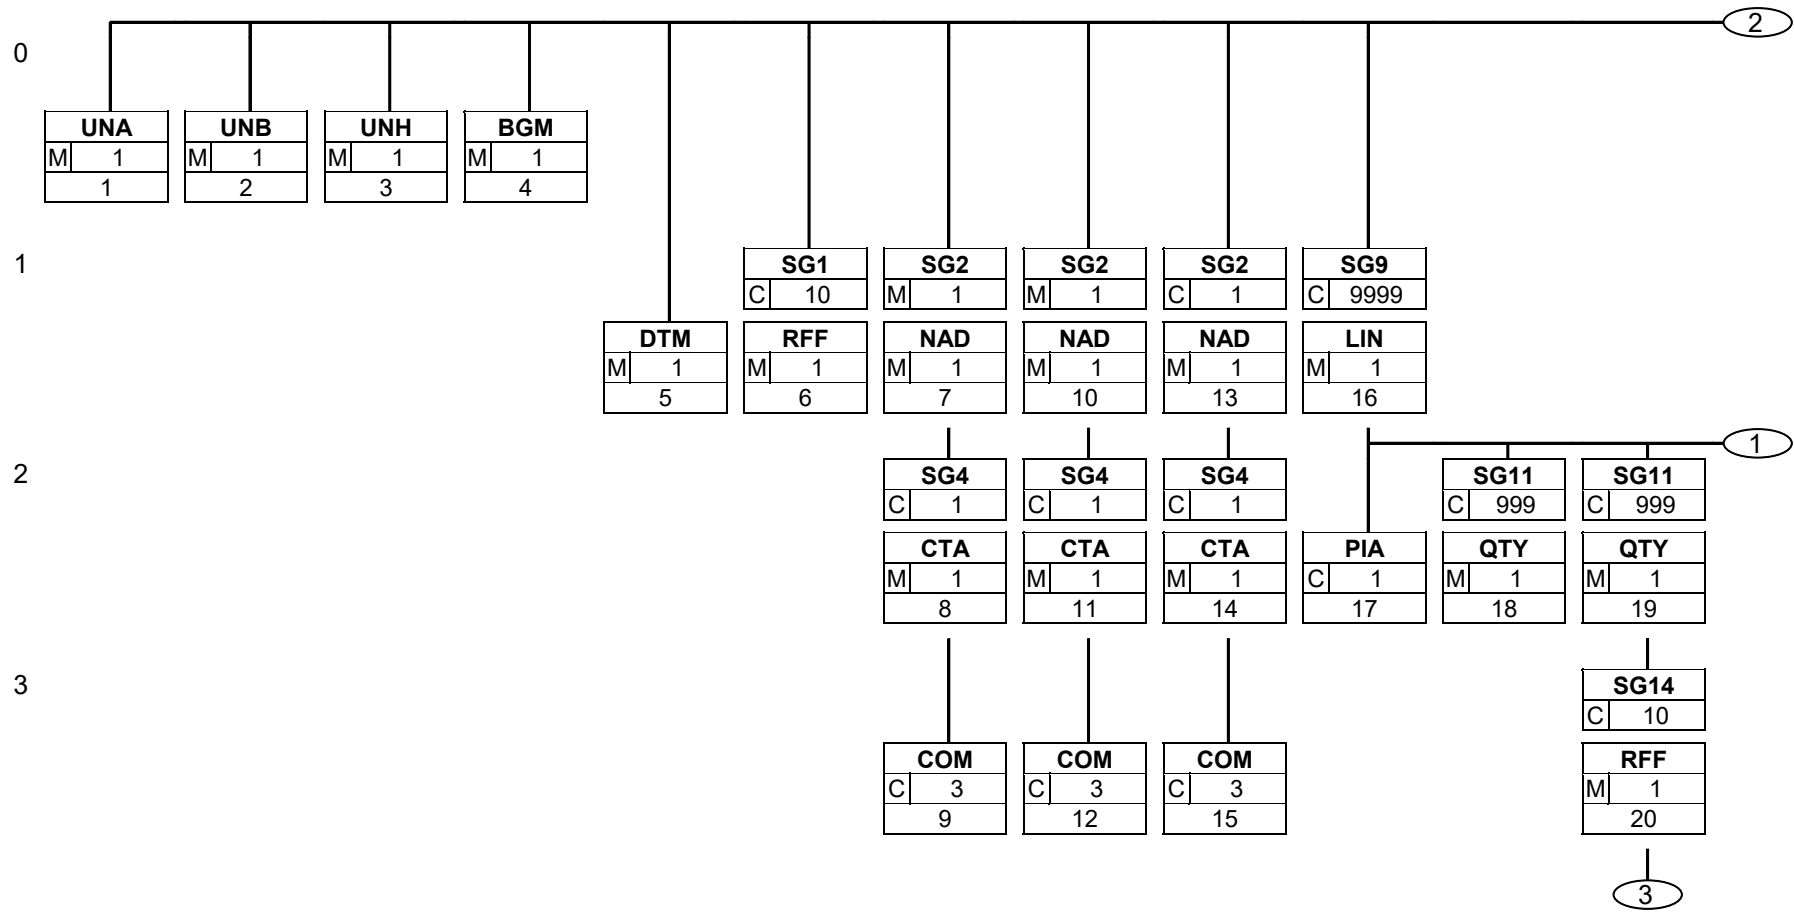 2
0
UNA UNB UNH BGM
M 1 M 1 M 1 M 1
1 2 3 4
1
SG1 SG2 SG2 SG2 SG9
C 10 M 1 M 1 C 1 C 9999
DTM RFF NAD NAD NAD LIN
M 1 M 1 M 1 M 1 M 1 M 1
5 6 7 10 13 16
1
2
SG4 SG4 SG4 SG11 SG11
C 1 C 1 C 1 C 999 C 999
CTA CTA CTA PIA QTY QTY
M 1 M 1 M 1 C 1 M 1 M 1
8 11 14 17 18 19
3
SG14
C 10
COM COM COM RFF
C 3 C 3 C 3 M 1
9 12 15 20
3